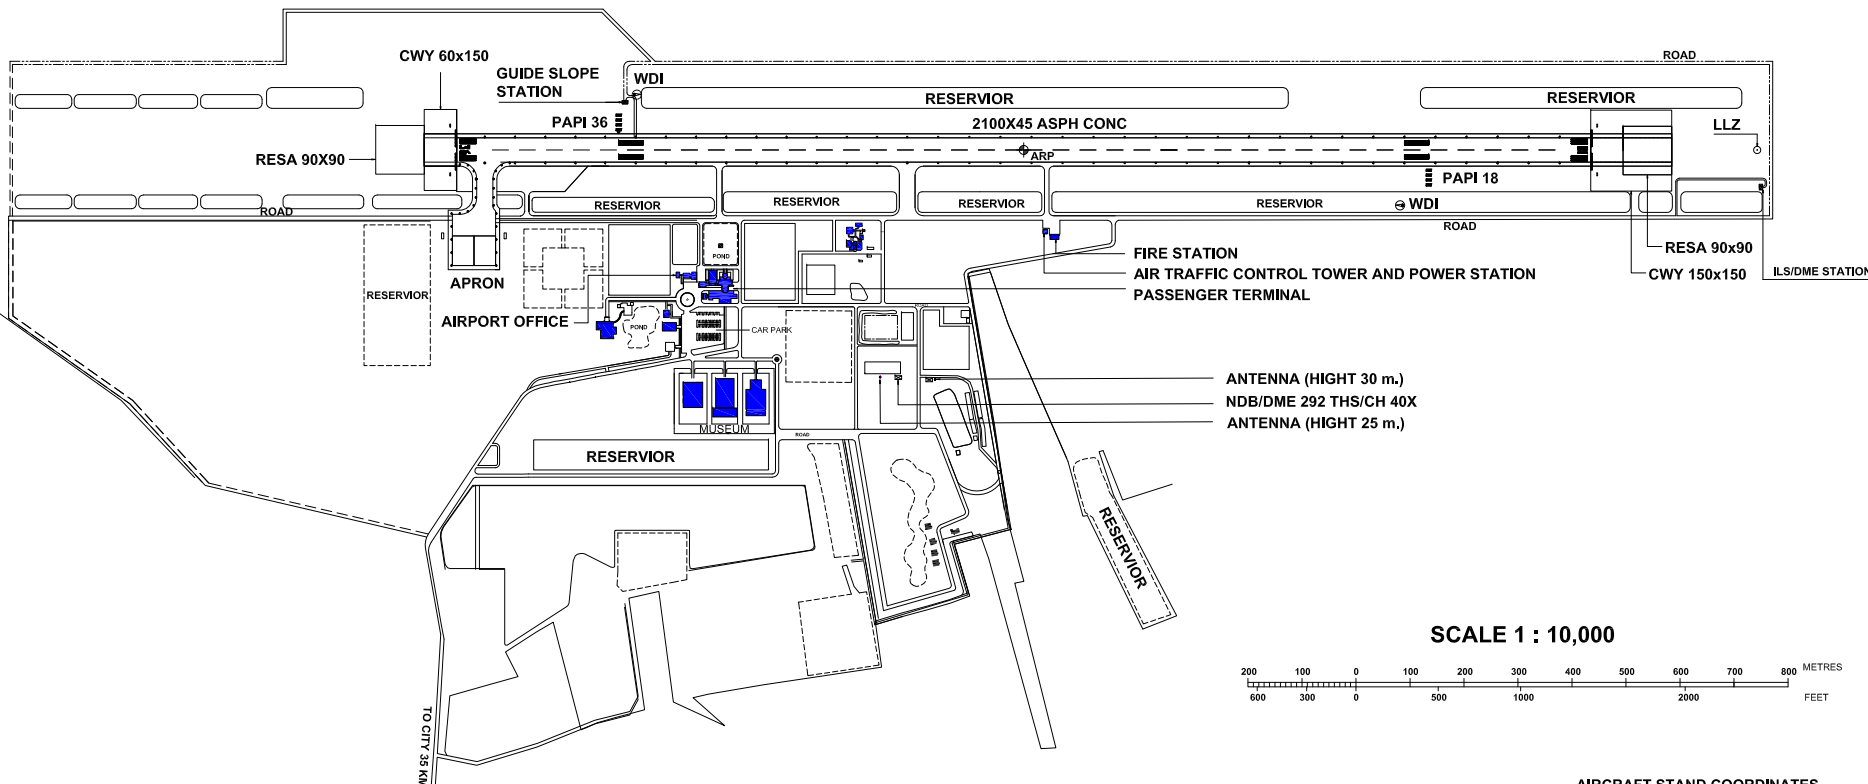 ROAD
CWY 60x150
GUIDE SLOPE
STATION
WDI
RESERVIOR
RESERVIOR
PAPI 36
2100X45 ASPH CONC
LLZ
RESA 90X90
ARP
PAPI 18
ROAD
RESERVIOR
RESERVIOR
RESERVIOR
RESERVIOR
WDI
ROAD
RESERVIOR
APRON
POND
FIRE STATION
AIR TRAFFIC CONTROL TOWER AND POWER STATION
PASSENGER TERMINAL
RESA 90x90
CWY 150x150
ILS/DME STATION
AIRPORT OFFICE
POND
CAR PARK
ANTENNA (HIGHT 30 m.)
NDB/DME 292 THS/CH 40X
ANTENNA (HIGHT 25 m.)
MUSEUM
ROAD
RESERVIOR
RESERVIOR
SCALE 1 : 10,000
200 100 0 100 200 300 400 500 600 700 800 METRES
600 300 0 500 1000 2000 FEET
TO CITY 35 KM
AIRCRAFT STAND COORDINATES